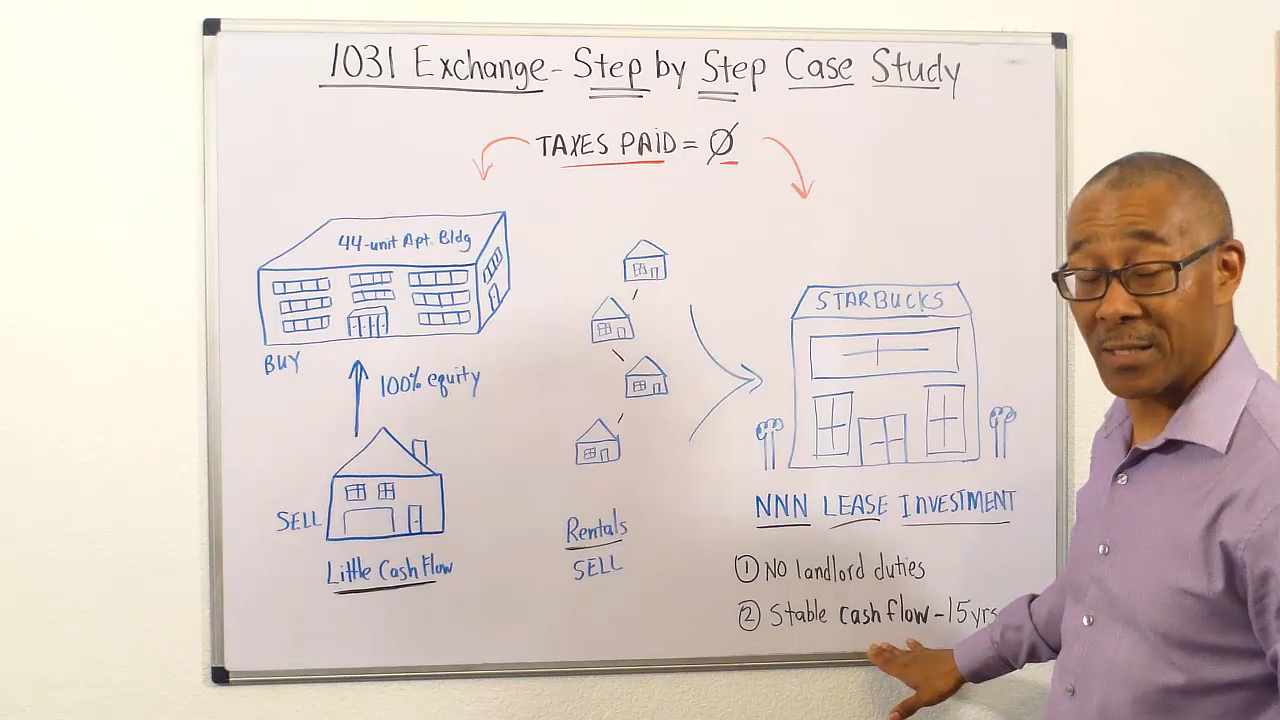 1031 Exchange - Step by Step Case Study
TAXES PAID = Ø
44-unit Apt. Bldg
BUY
100% equity
SELL
Little Cash Flow
Rentals
SELL
STARBUCKS
NNN LEASE INVESTMENT
① NO landlord duties
② Stable cash flow - 15 yrs